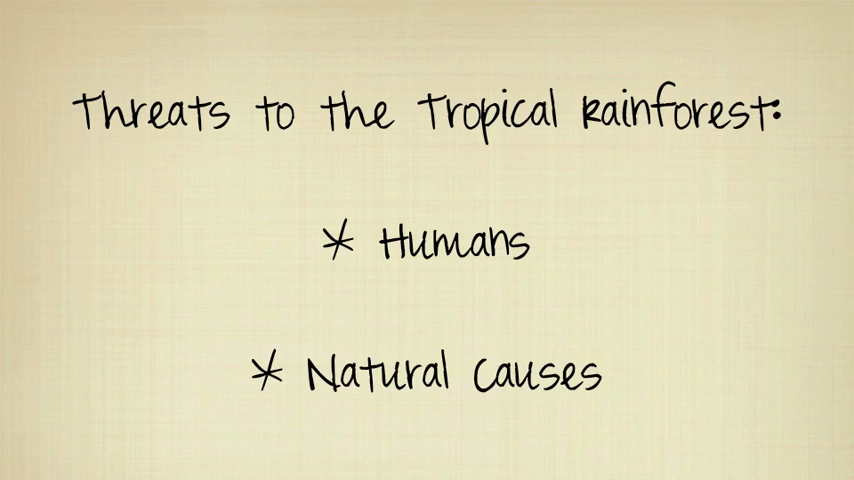 Threats to the Tropical Rainforest:
* Humans
* Natural Causes